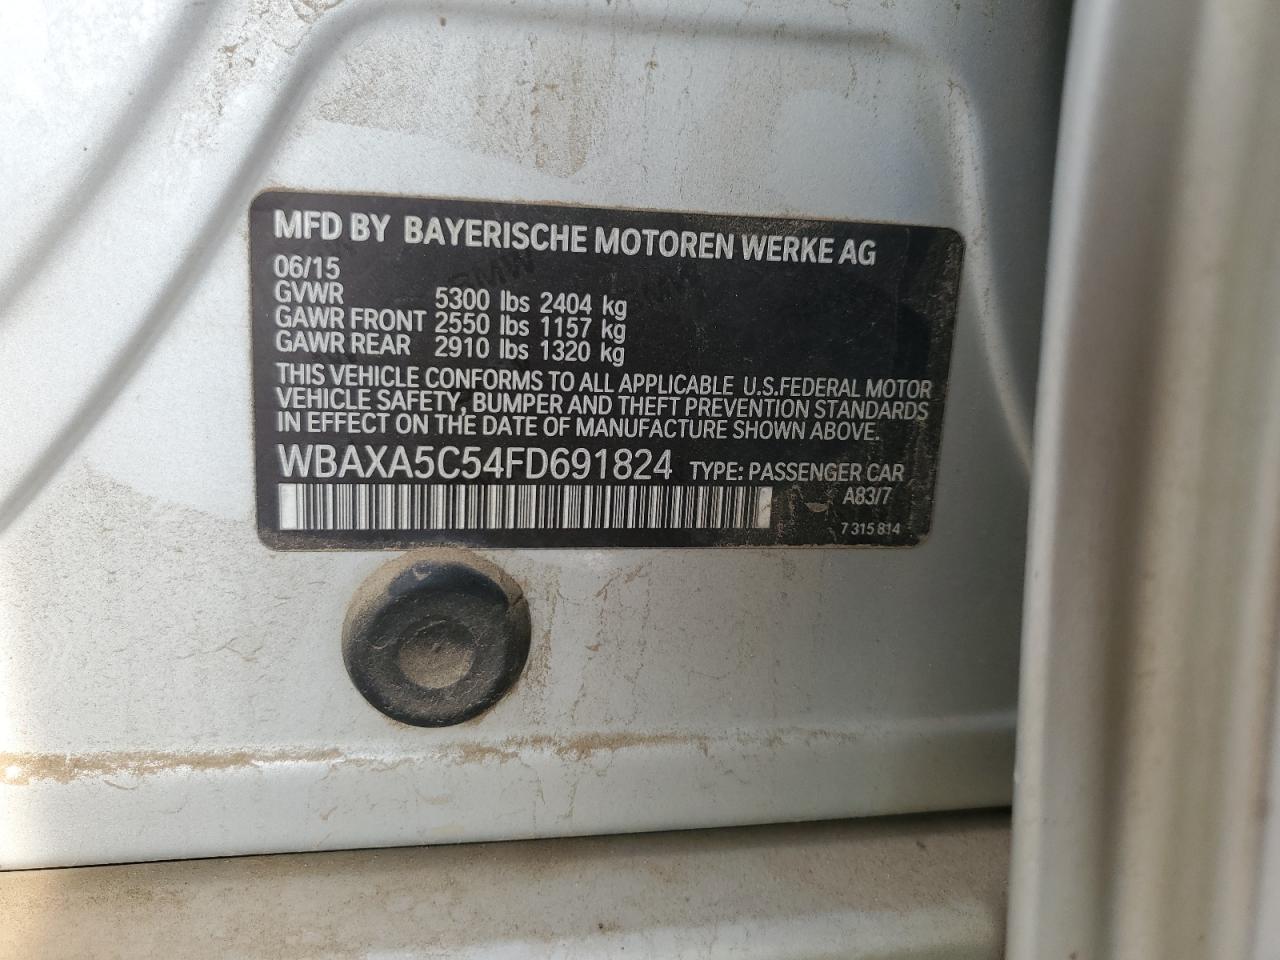 MFD BY BAYERISCHE MOTOREN WERKE AG
06/15
GVWR 5300 lbs 2404 kg
GAWR FRONT 2550 lbs 1157 kg
GAWR REAR 2910 lbs 1320 kg
THIS VEHICLE CONFORMS TO ALL APPLICABLE U.S.FEDERAL MOTOR
VEHICLE SAFETY, BUMPER AND THEFT PREVENTION STANDARDS
IN EFFECT ON THE DATE OF MANUFACTURE SHOWN ABOVE.
WBAXA5C54FD691824 TYPE: PASSENGER CAR
A83/7
7 315 814